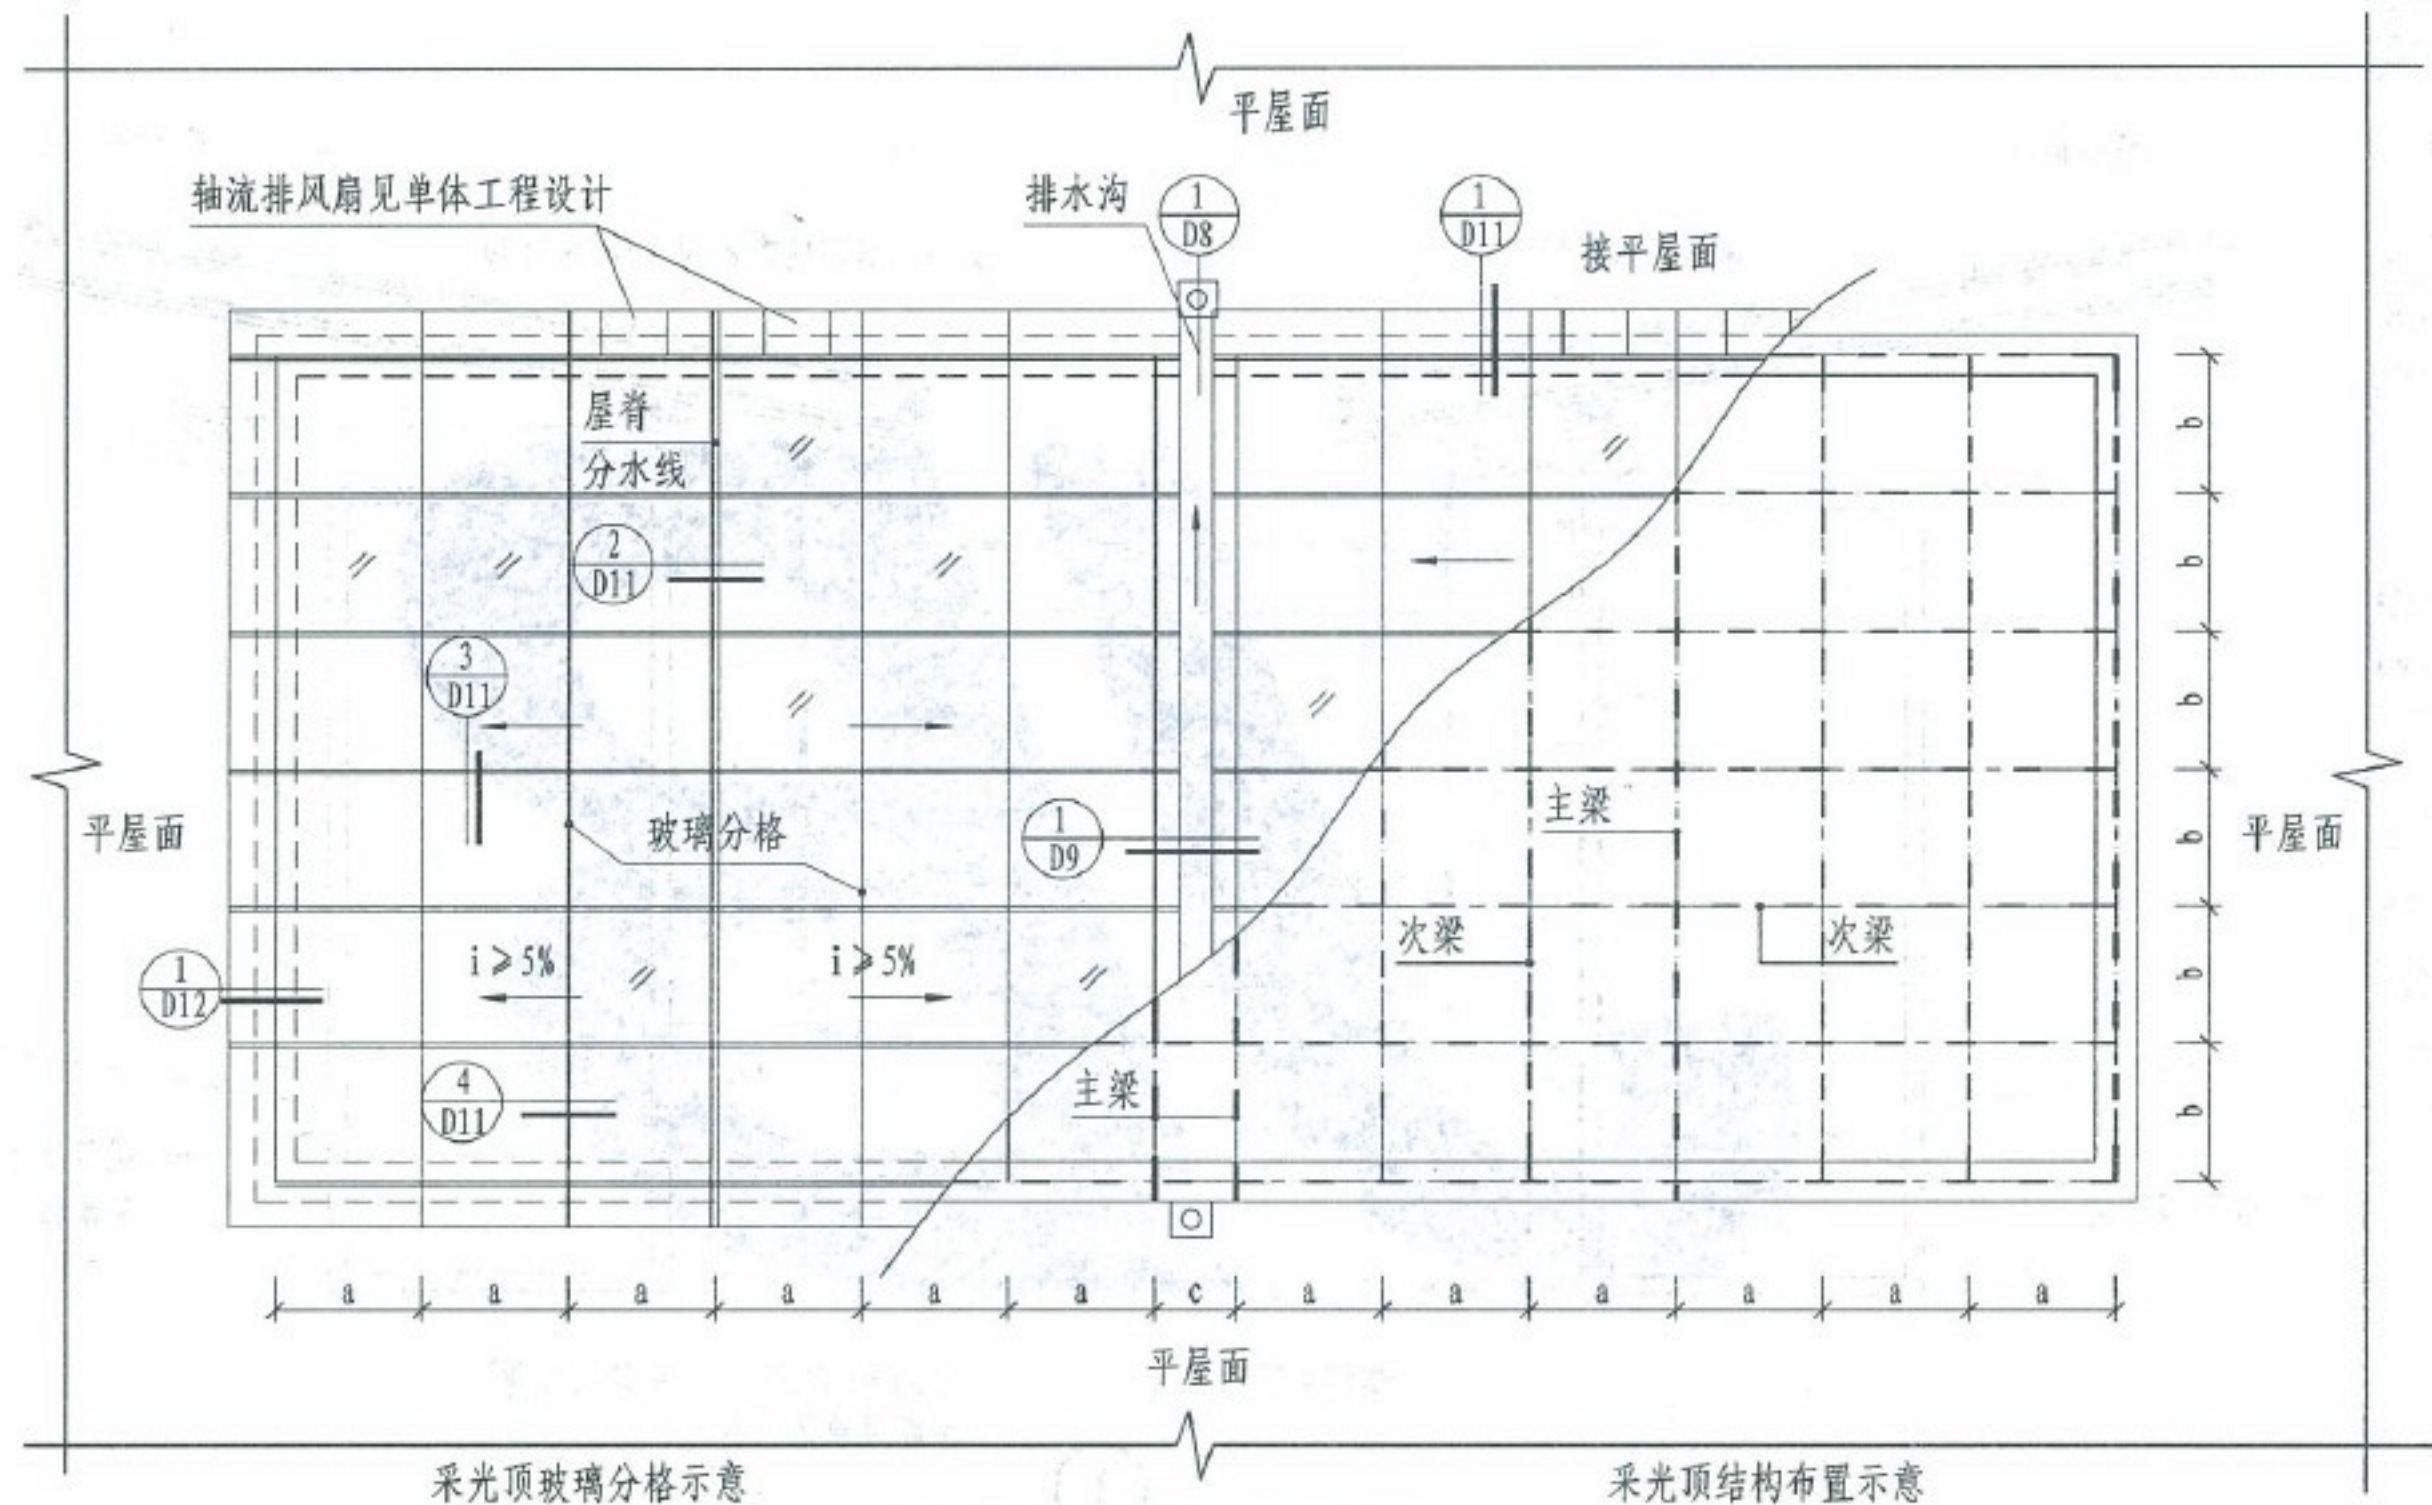 平屋面
轴流排风扇见单体工程设计
排水沟
1
D8
1
D11
接平屋面
屋脊
分水线
b
2
D11
b
3
D11
b
主梁
平屋面
玻璃分格
1
D9
b
平屋面
次梁
次梁
1
D12
i≥5%
i≥5%
b
4
D11
主梁
b
a
a
a
a
a
a
c
a
a
a
a
a
a
平屋面
采光顶玻璃分格示意
采光顶结构布置示意